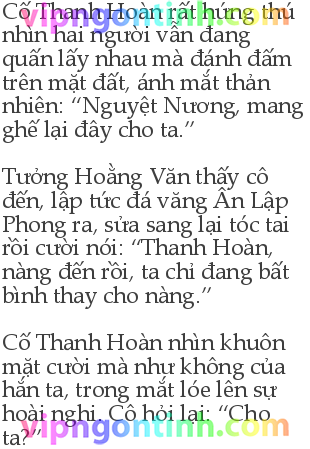 Cố Thanh Hoàn rất hứng thú
vipngontinh.com
nhìn hai người vẫn đang
quấn lấy nhau mà đánh đấm
trên mặt đất, ánh mắt thản
nhiên: “Nguyệt Nương, mang
ghế lại đây cho ta.”
Tưởng Hoằng Văn thấy cô
đến, lập tức đá văng Ân Lập
Phong ra, sửa sang lại tóc tai
rồi cười nói: “Thanh Hoàn,
nàng đến rồi, ta chỉ đang bất
bình thay cho nàng.”
Cố Thanh Hoàn nhìn khuôn
mặt cười mà như không của
hắn ta, trong mắt lóe lên sự
hoài nghi. Cô hỏi lại: “Cho
vipngontinh.com
ta?”